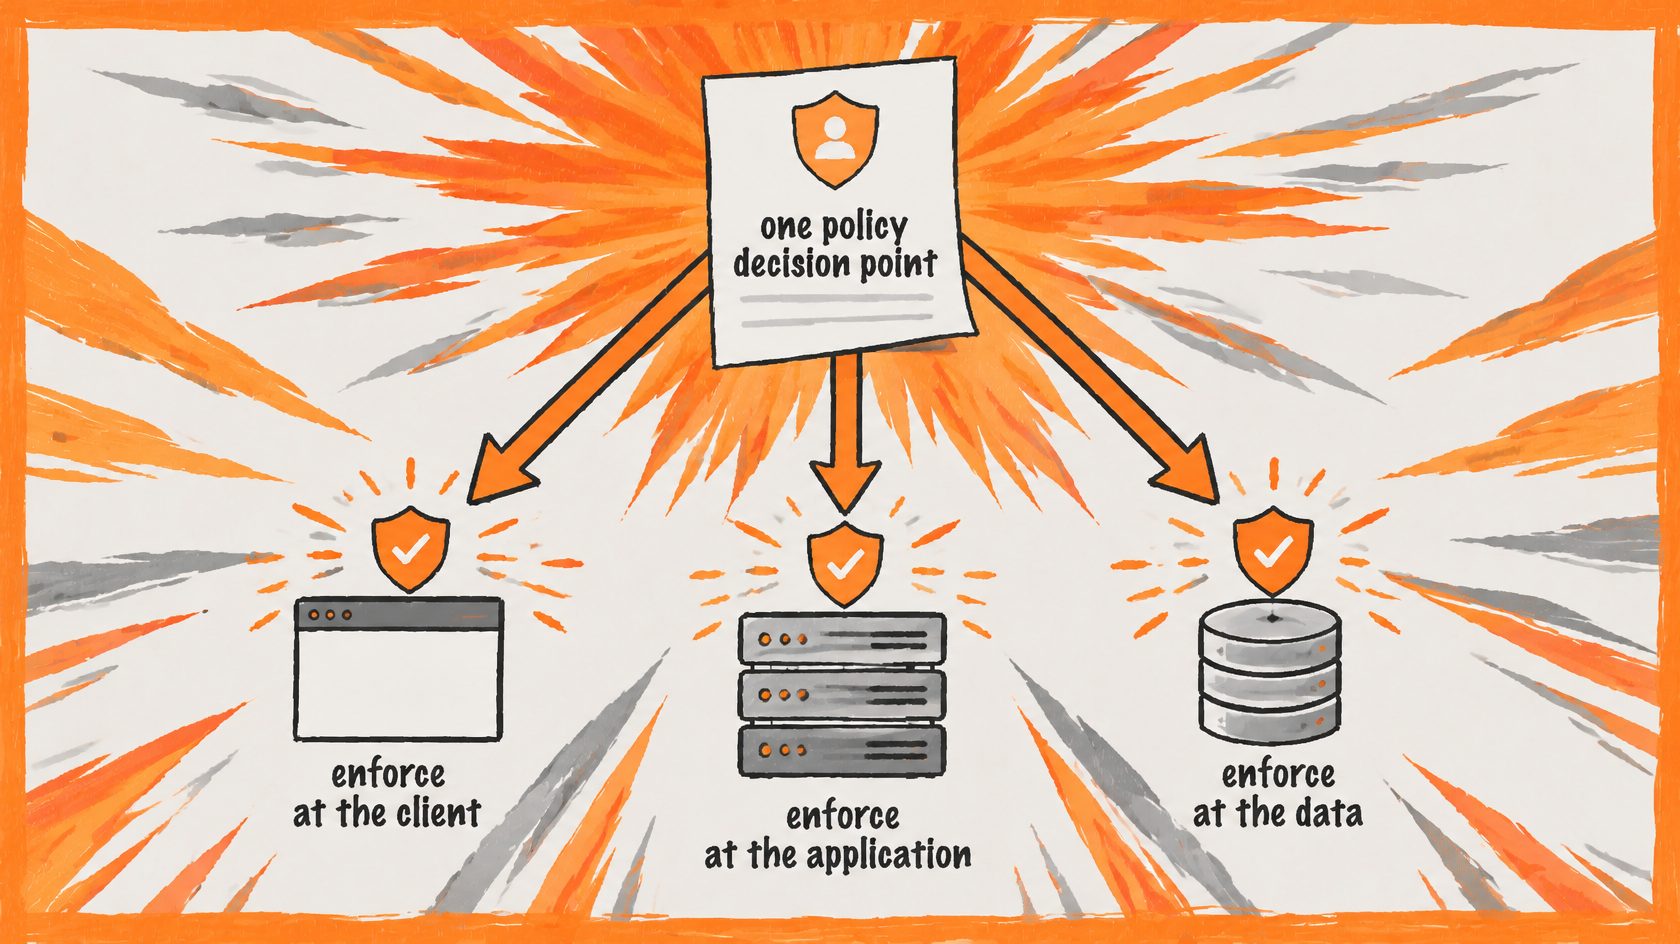 one policy
decision point
enforce
at the client
enforce
at the application
enforce
at the data